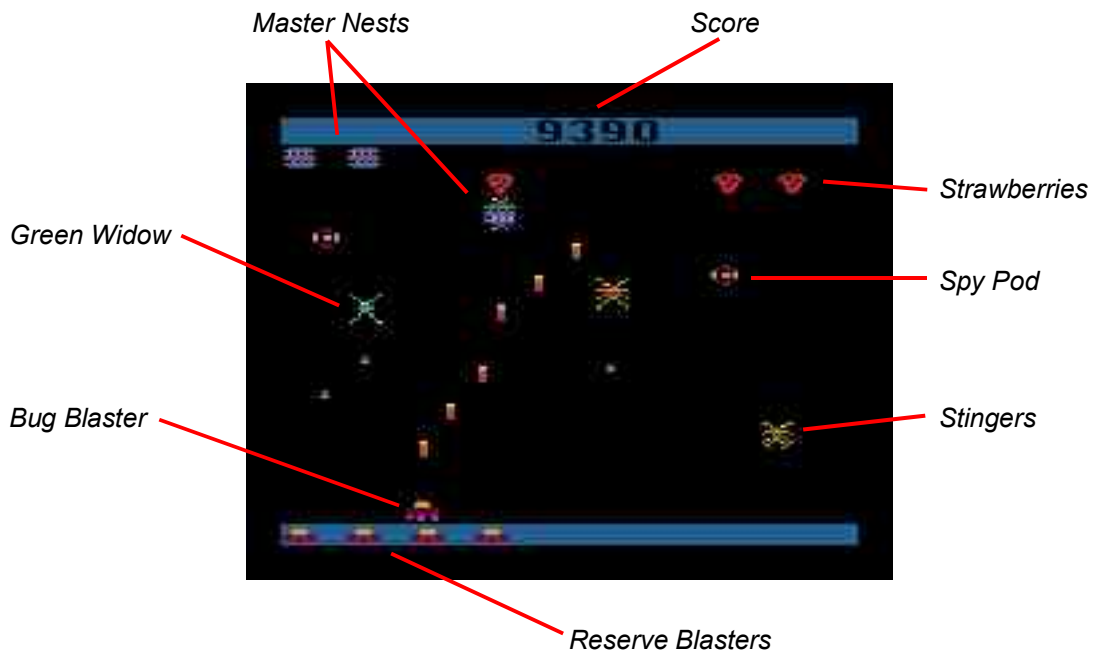 Master Nests
Score
9390
Strawberries
Green Widow
Spy Pod
Bug Blaster
Stingers
Reserve Blasters